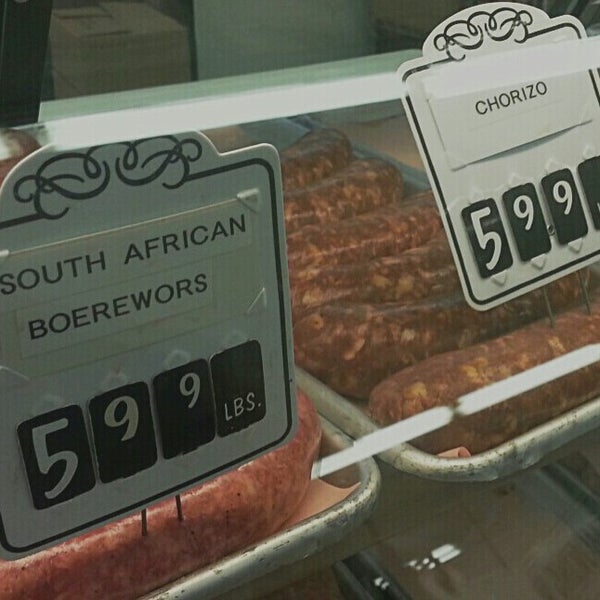 SOUTH AFRICAN
BOEREWORS
599 LBS.
CHORIZO
599